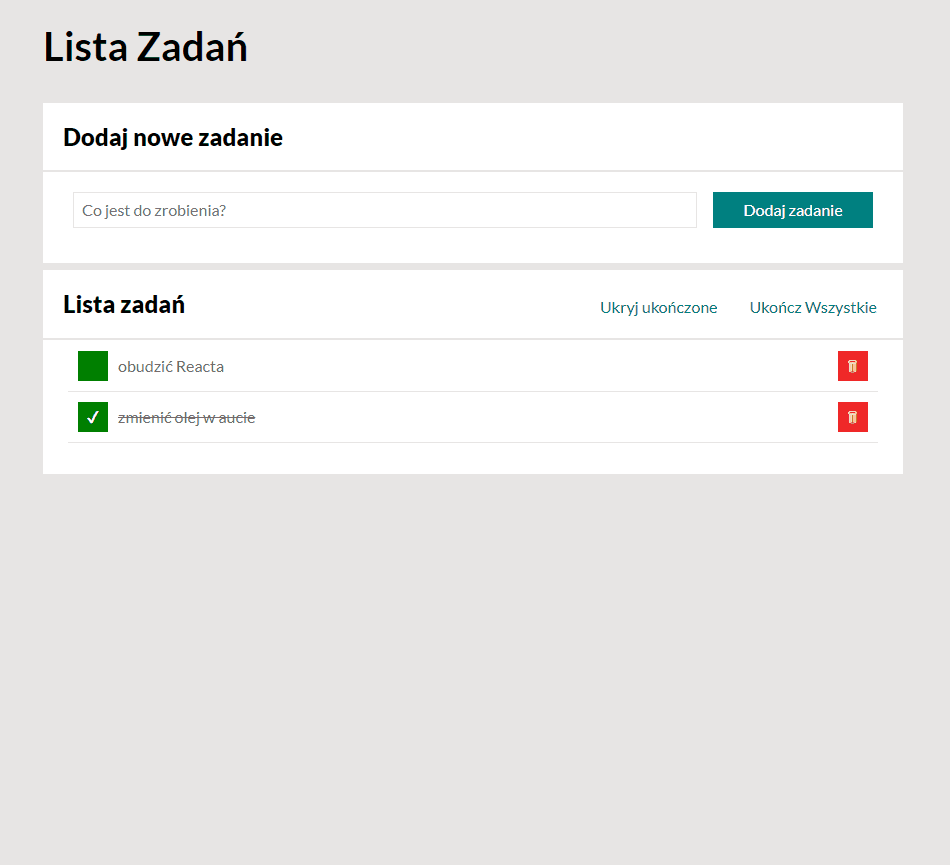 Lista Zadań
Dodaj nowe zadanie
Co jest do zrobienia?
Dodaj zadanie
Lista zadań
Ukryj ukończone
Ukończ Wszystkie
obudzić Reacta
zmienić olej w aucie